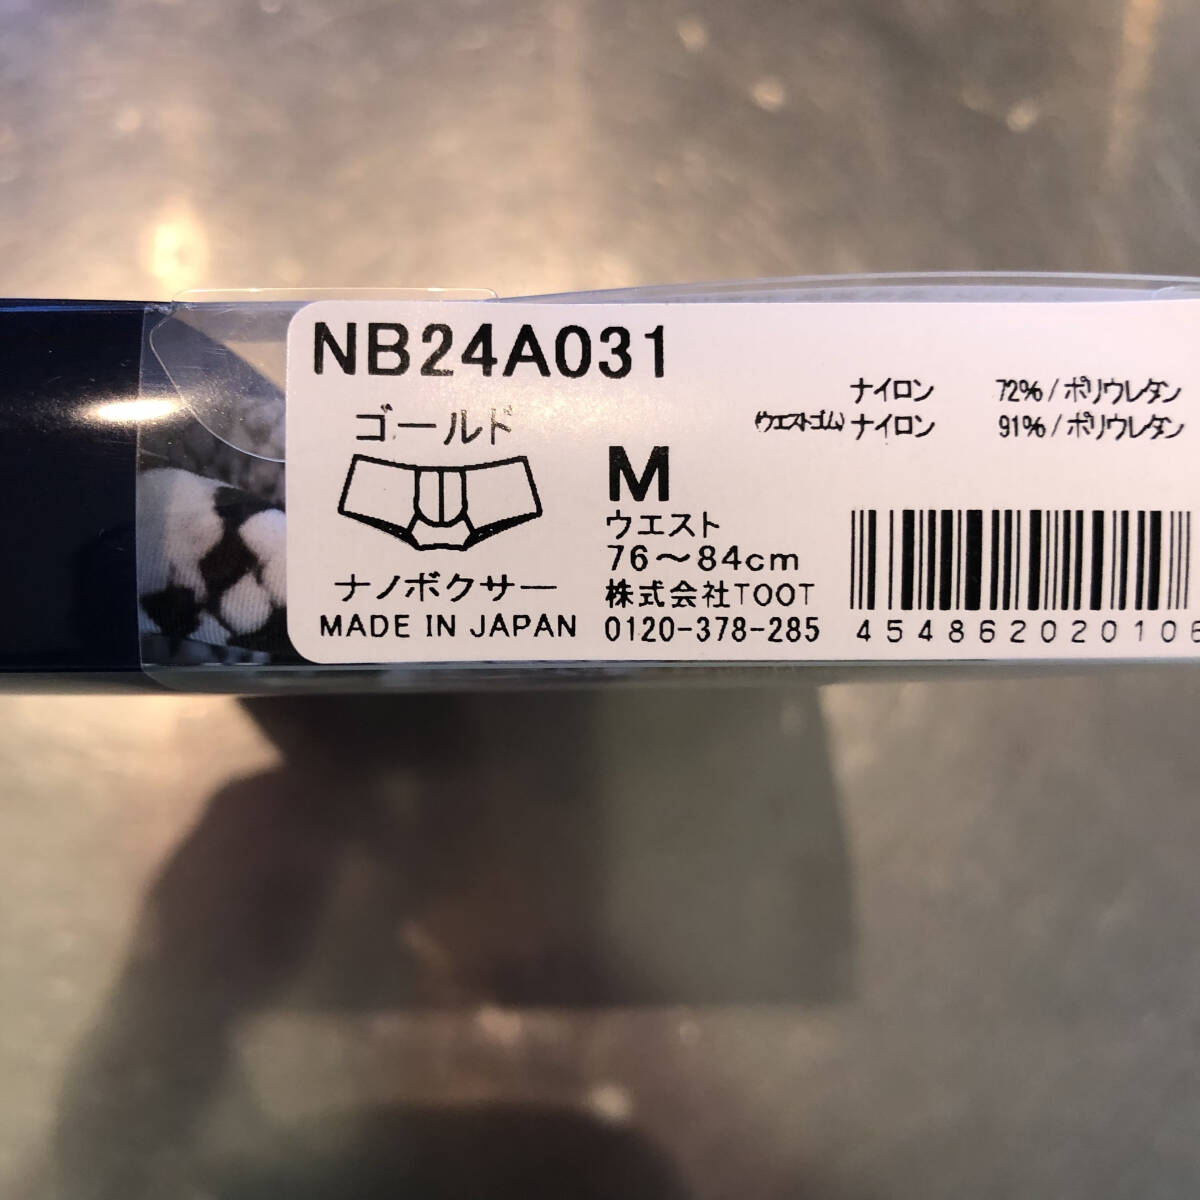 NB24A031
ゴールド
ナノボクサー
MADE IN JAPAN
M
ウエスト
76～84cm
株式会社TOOT
0120-378-285
ナイロン 72%/ポリウレタン
(ウエストゴム)ナイロン 91%/ポリウレタン
454862020106